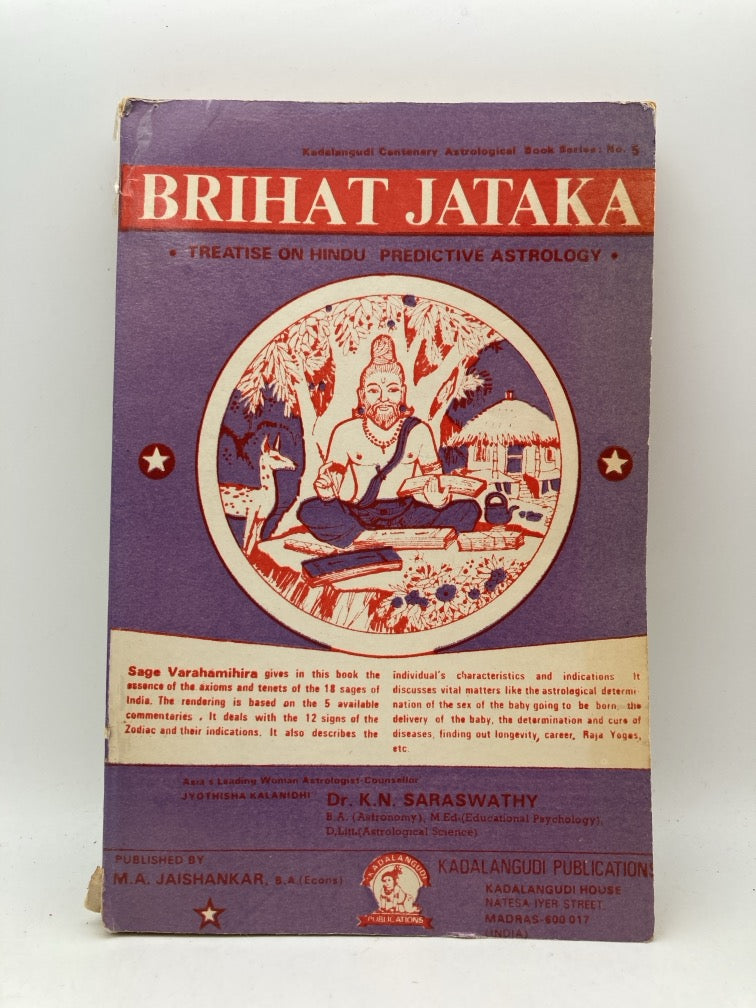 Kadalangudi Centenery Astrological Book Series: No. 5
BRIHAT JATAKA
• TREATISE ON HINDU PREDICTIVE ASTROLOGY •
Sage Varahamihira gives in this book the
essence of the axioms and tenets of the 18 sages of
India. The rendering is based on the 5 available
commentaries . It deals with the 12 signs of the
Zodiac and their indications. It also describes the
individual's characteristics and indications It
discusses vital matters like the astrological determi
nation of the sex of the baby going to be born, the
delivery of the baby, the determination and cure of
diseases, finding out longevity, career, Raja Yogas,
etc.
Asia's Leading Woman Astrologist-Counsellor
JYOTHISHA KALANIDHI Dr. K.N. SARASWATHY
B.A. (Astronomy), M.Ed.(Educational Psychology),
D.Litt.(Astrological Science)
PUBLISHED BY
M.A. JAISHANKAR, B.A.(Econs)
KADALANGUDI
PUBLICATIONS
KADALANGUDI PUBLICATIONS
KADALANGUDI HOUSE
NATESA IYER STREET
MADRAS-600 017
(INDIA)